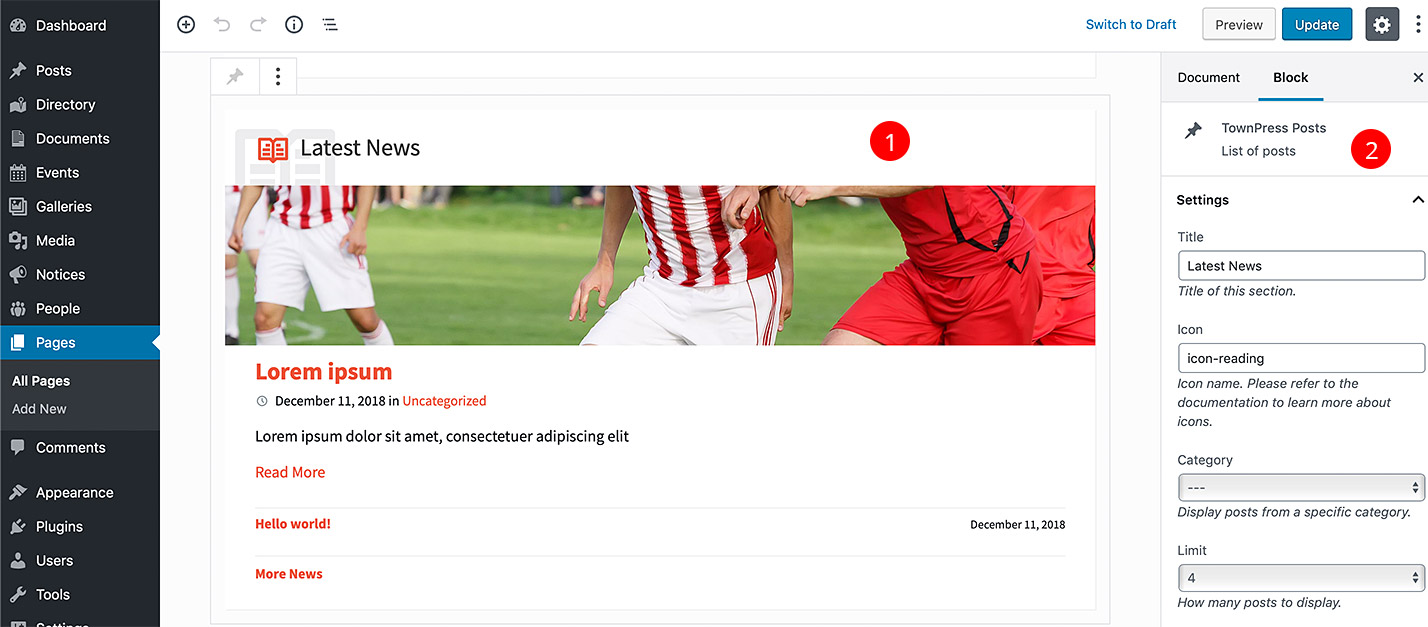 Dashboard
Posts
Directory
Documents
Events
Galleries
Media
Notices
People
Pages
All Pages
Add New
Comments
Appearance
Plugins
Users
Tools
Settings
Switch to Draft
Preview
Update
Latest News
1
Lorem ipsum
December 11, 2018 in Uncategorized
Lorem ipsum dolor sit amet, consectetuer adipiscing elit
Read More
Hello world! December 11, 2018
More News
Document Block
TownPress Posts
List of posts
2
Settings
Title
Latest News
Title of this section.
Icon
icon-reading
Icon name. Please refer to the
documentation to learn more about
icons.
Category
---
Display posts from a specific category.
Limit
4
How many posts to display.